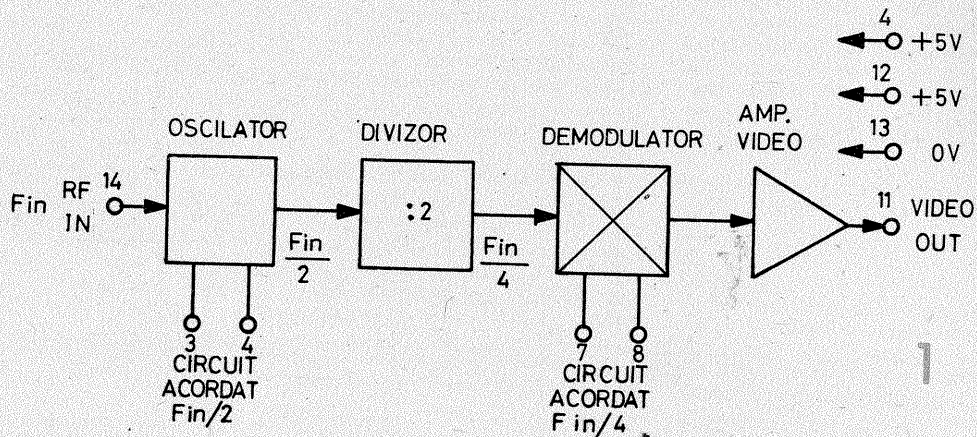 4
+5V
12
+5V
13
0V
OSCILATOR
DIVIZOR
DEMODULATOR
AMP.
VIDEO
Fin
RF
IN
14
:2
11
VIDEO
OUT
Fin
2
Fin
4
3
4
CIRCUIT
ACORDAT
Fin/2
7
8
CIRCUIT
ACORDAT
Fin/4
1